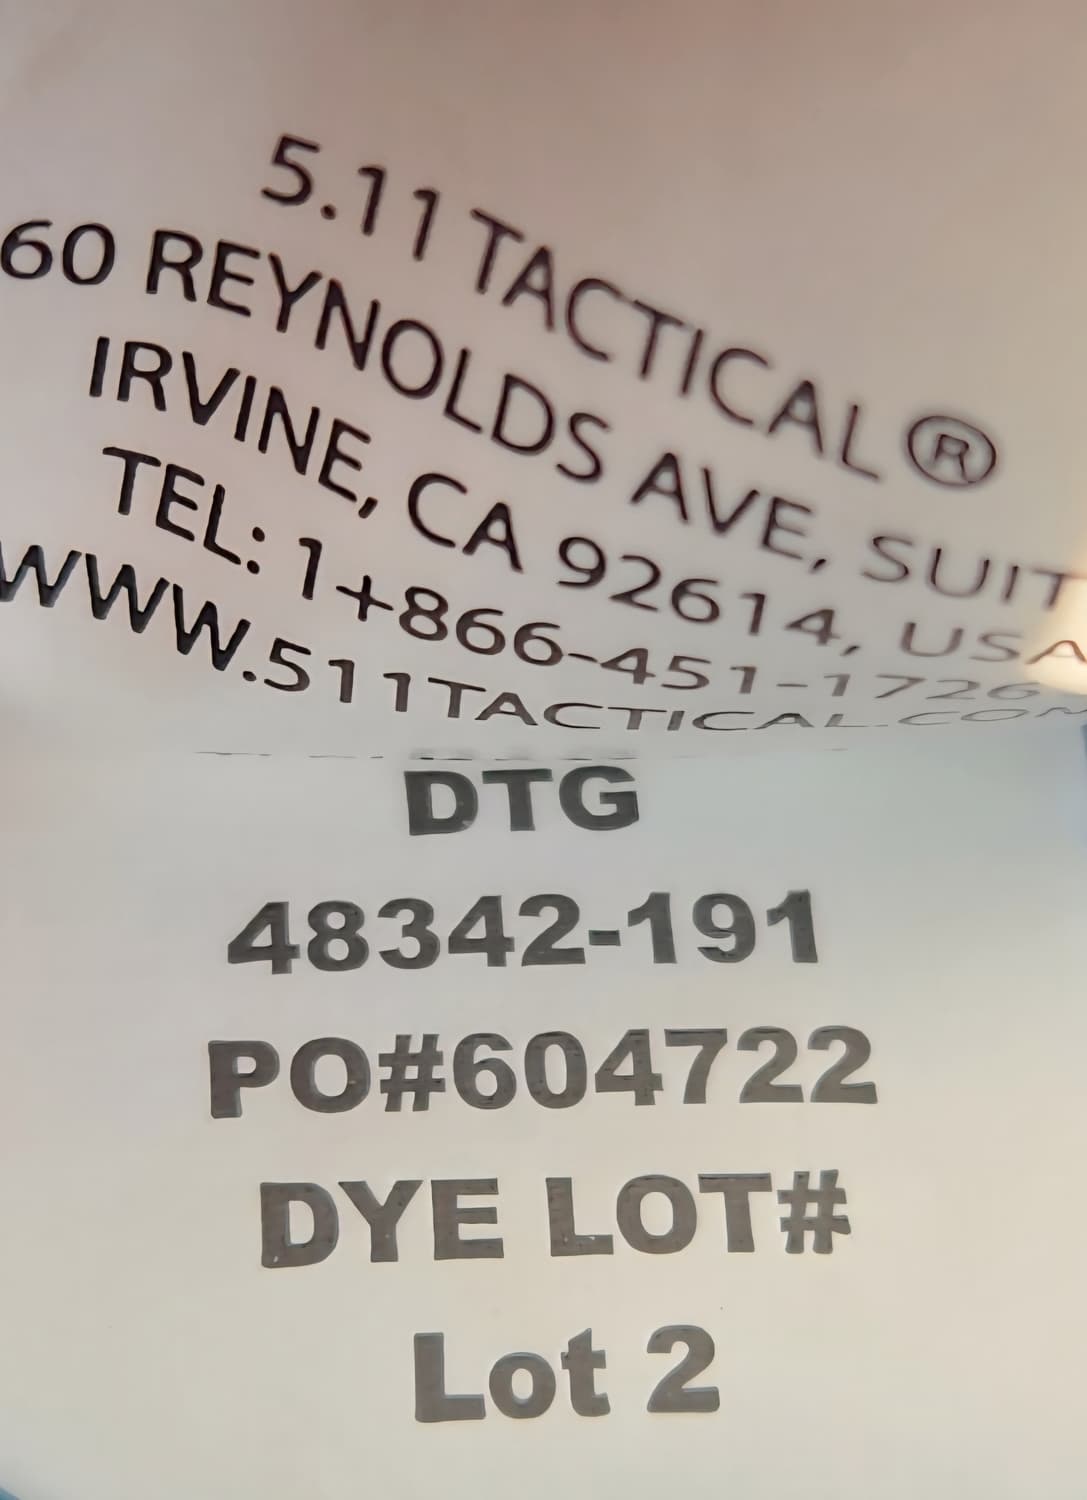 5.11 TACTICAL ®
60 REYNOLDS AVE, SUIT
IRVINE, CA 92614, USA
TEL: 1+866-451-1726
WWW.511TACTICAL.COM
DTG
48342-191
PO#604722
DYE LOT#
Lot 2